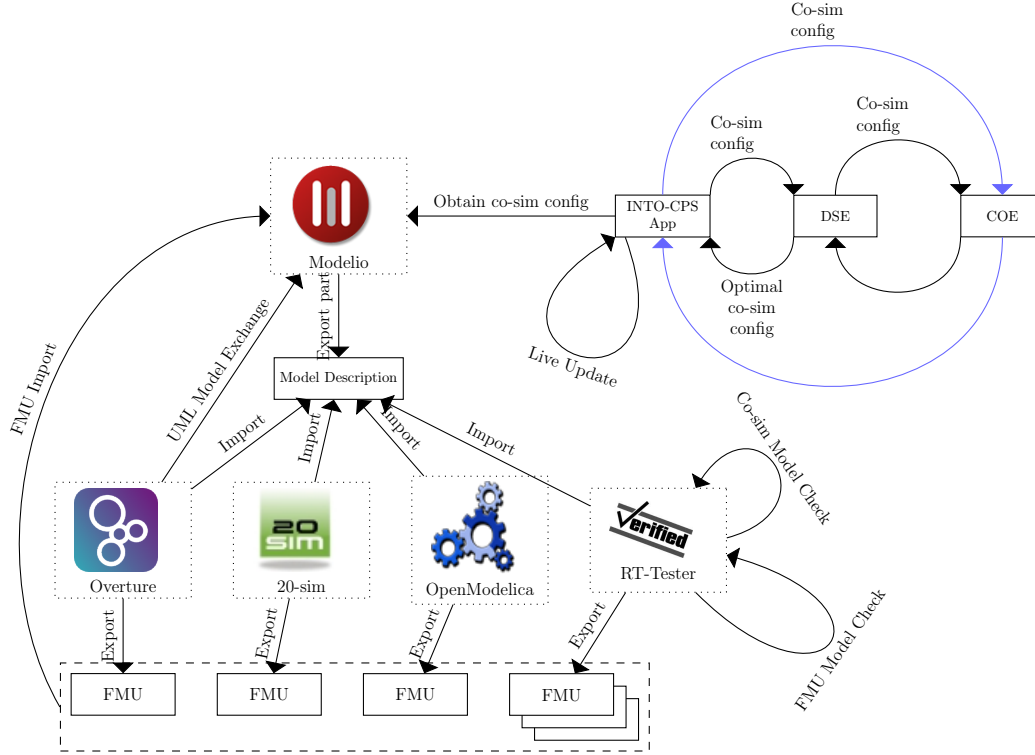 Co-sim
config
Co-sim
config
Co-sim
config
Obtain co-sim config
INTO-CPS
App
DSE
COE
Modelio
Optimal
co-sim
config
Live Update
Export part
Model Description
UML Model Exchange
FMU Import
Import
Import
Import
Import
Co-sim Model Check
Overture
20
sim
20-sim
OpenModelica
Verified
RT-Tester
FMU Model Check
Export
Export
Export
Export
FMU
FMU
FMU
FMU